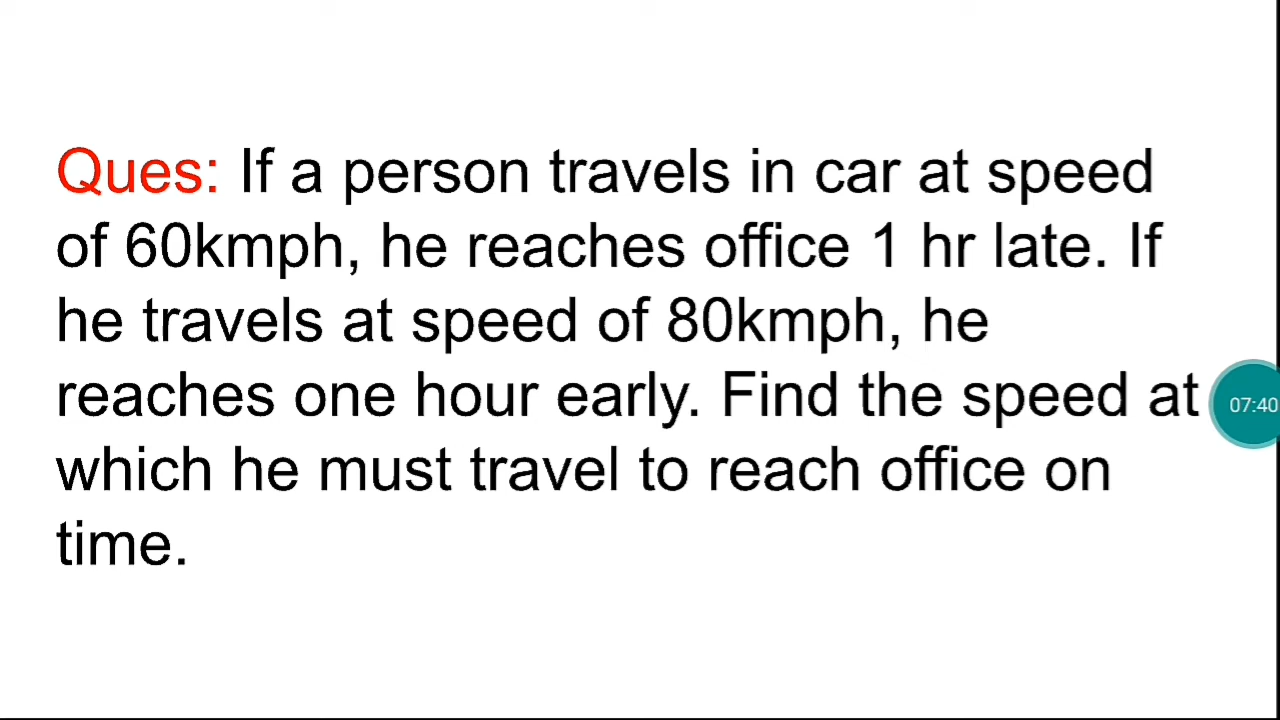 Ques: If a person travels in car at speed
of 60kmph, he reaches office 1 hr late. If
he travels at speed of 80kmph, he
reaches one hour early. Find the speed at
07:40
which he must travel to reach office on
time.